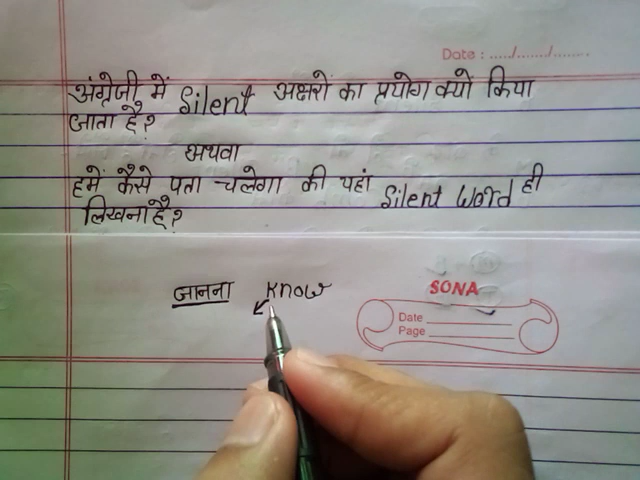 Date : ..../....../........
अंग्रेजी में Silent अक्षरों का प्रयोग क्यों किया
जाता है?
अथवा
हमें कैसे पता चलेगा की यहां Silent Word ही
लिखना है?
जानना Know
SONA
Date
Page